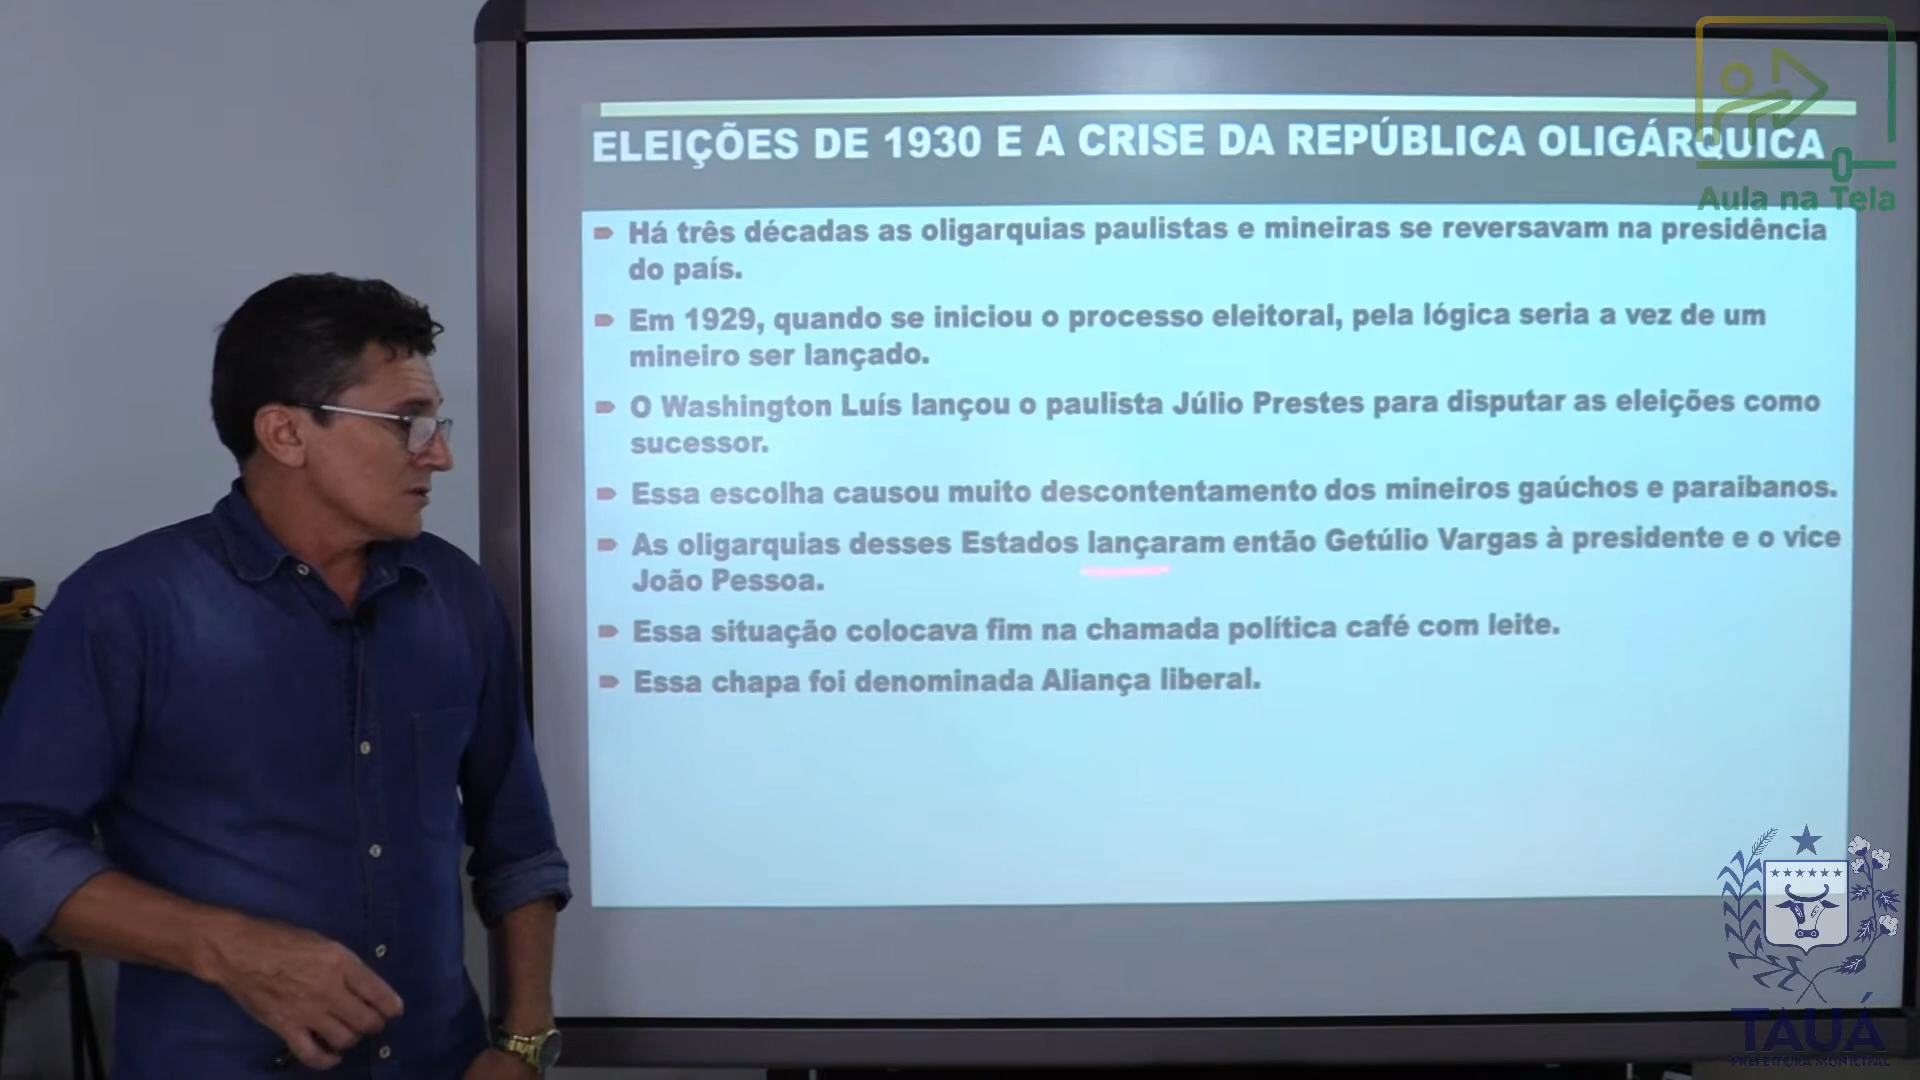 ELEIÇÕES DE 1930 E A CRISE DA REPÚBLICA OLIGÁRQUICA
Aula na Tela
Há três décadas as oligarquias paulistas e mineiras se reversavam na presidência
do país.
Em 1929, quando se iniciou o processo eleitoral, pela lógica seria a vez de um
mineiro ser lançado.
O Washington Luís lançou o paulista Júlio Prestes para disputar as eleições como
sucessor.
Essa escolha causou muito descontentamento dos mineiros gaúchos e paraibanos.
As oligarquias desses Estados lançaram então Getúlio Vargas à presidente e o vice
João Pessoa.
Essa situação colocava fim na chamada política café com leite.
Essa chapa foi denominada Aliança liberal.
TAUÁ
PREFEITURA MUNICIPAL